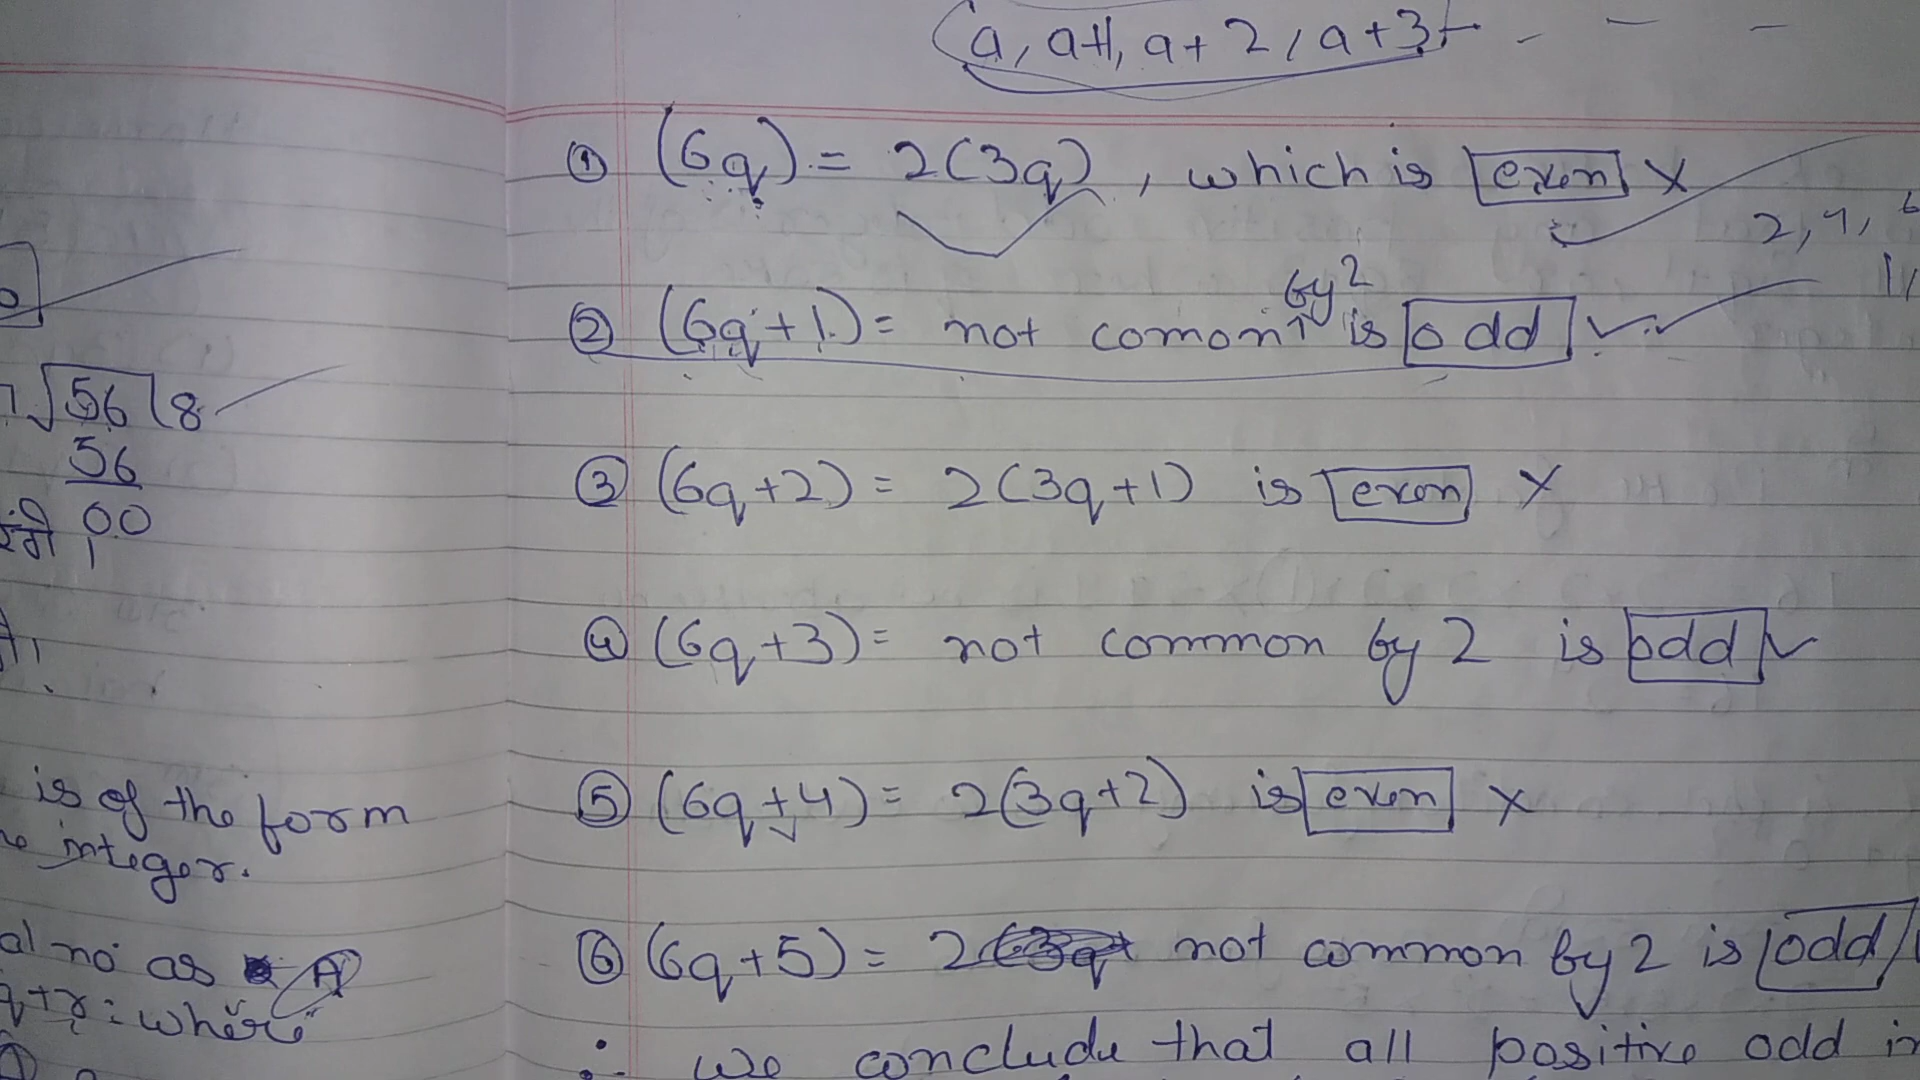 (a, a+1, a+2, a+3 - - -
① (6q) = 2(3q), which is even ×
2, 4, 6
② (6q+1) = not comon by 2 is odd ✓
③ (6q+2) = 2(3q+1) is even ×
④ (6q+3) = not common by 2 is odd ✓
⑤ (6q+4) = 2(3q+2) is even ×
⑥ (6q+5) = 2 not common by 2 is odd
∴ we conclude that all positive odd in
7 √56 (8
56
00
is of the form
integer.
al no as A
q+r : where